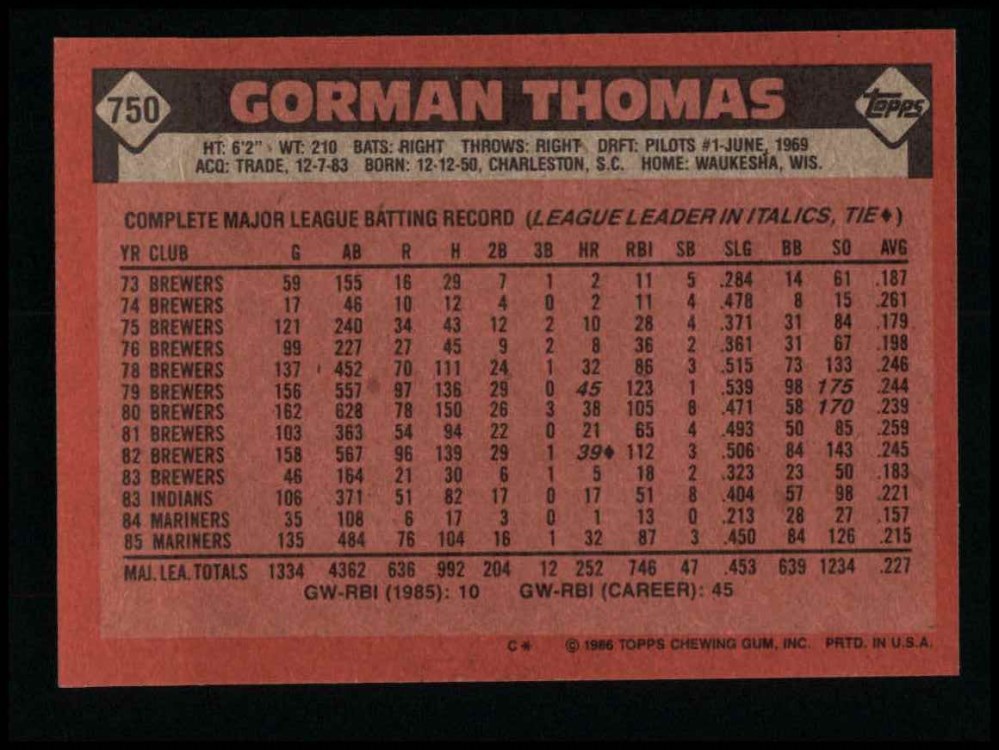 750 GORMAN THOMAS Topps
HT: 6'2" WT: 210 BATS: RIGHT THROWS: RIGHT DRFT: PILOTS #1-JUNE, 1969
ACQ: TRADE, 12-7-83 BORN: 12-12-50, CHARLESTON, S.C. HOME: WAUKESHA, WIS.
COMPLETE MAJOR LEAGUE BATTING RECORD (LEAGUE LEADER IN ITALICS, TIE♦)
YR CLUB G AB R H 2B 3B HR RBI SB SLG BB SO AVG
73 BREWERS 59 155 16 29 7 1 2 11 5 .284 14 61 .187
74 BREWERS 17 46 10 12 4 0 2 11 4 .478 8 15 .261
75 BREWERS 121 240 34 43 12 2 10 28 4 .371 31 84 .179
76 BREWERS 99 227 27 45 9 2 8 36 2 .361 31 67 .198
78 BREWERS 137 452 70 111 24 1 32 86 3 .515 73 133 .246
79 BREWERS 156 557 97 136 29 0 45 123 1 .539 98 175 .244
80 BREWERS 162 628 78 150 26 3 38 105 8 .471 58 170 .239
81 BREWERS 103 363 54 94 22 0 21 65 4 .493 50 85 .259
82 BREWERS 158 567 96 139 29 1 39♦ 112 3 .506 84 143 .245
83 BREWERS 46 164 21 30 6 1 5 18 2 .323 23 50 .183
83 INDIANS 106 371 51 82 17 0 17 51 8 .404 57 98 .221
84 MARINERS 35 108 6 17 3 0 1 13 0 .213 28 27 .157
85 MARINERS 135 484 76 104 16 1 32 87 3 .450 84 126 .215
MAJ. LEA. TOTALS 1334 4362 636 992 204 12 252 746 47 .453 639 1234 .227
GW-RBI (1985): 10 GW-RBI (CAREER): 45
C* © 1986 TOPPS CHEWING GUM, INC. PRTD. IN U.S.A.